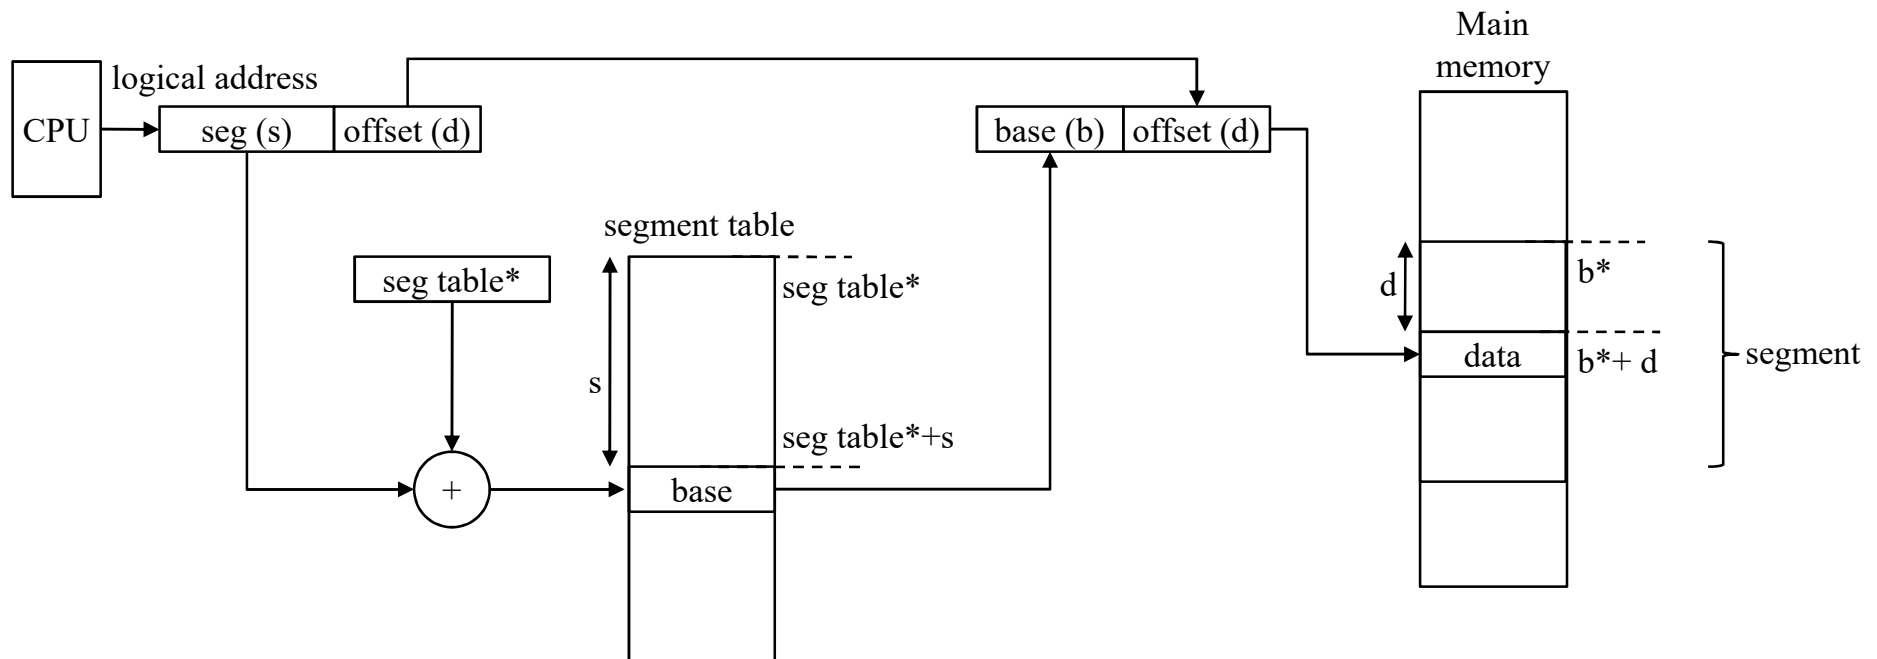 Main
memory
logical address
CPU
seg (s)
offset (d)
base (b)
offset (d)
segment table
seg table*
seg table*
b*
d
data
b*+ d
segment
s
seg table*+s
+
base